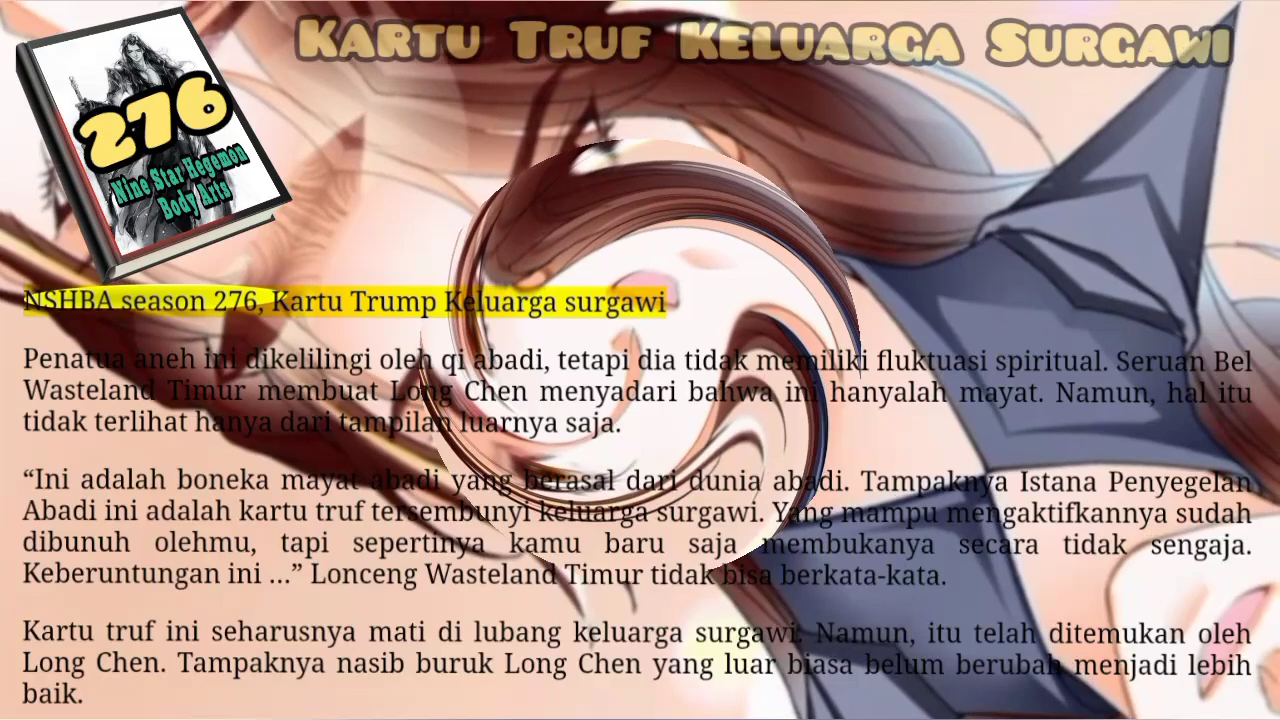 Kartu Truf Keluarga Surgawi
276
Nine Star Hegemon
Body Arts
NSHBA season 276, Kartu Trump Keluarga surgawi
Penatua aneh ini dikelilingi oleh qi abadi, tetapi dia tidak memiliki fluktuasi spiritual. Seruan Bel
Wasteland Timur membuat Long Chen menyadari bahwa ini hanyalah mayat. Namun, hal itu
tidak terlihat hanya dari tampilan luarnya saja.
“Ini adalah boneka mayat abadi yang berasal dari dunia abadi. Tampaknya Istana Penyegelan
Abadi ini adalah kartu truf tersembunyi keluarga surgawi. Yang mampu mengaktifkannya sudah
dibunuh olehmu, tapi sepertinya kamu baru saja membukanya secara tidak sengaja.
Keberuntungan ini …” Lonceng Wasteland Timur tidak bisa berkata-kata.
Kartu truf ini seharusnya mati di lubang keluarga surgawi. Namun, itu telah ditemukan oleh
Long Chen. Tampaknya nasib buruk Long Chen yang luar biasa belum berubah menjadi lebih
baik.